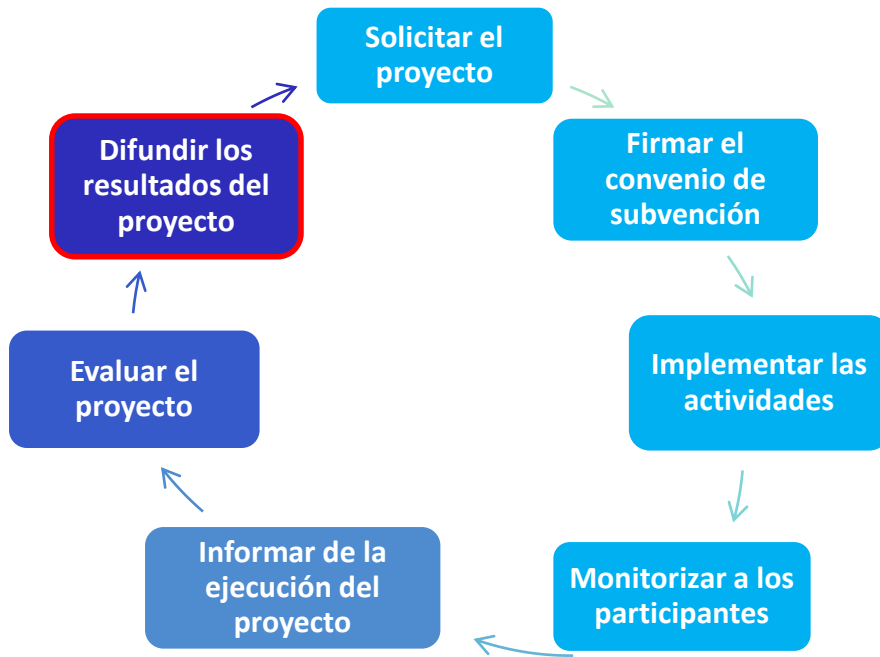 Solicitar el
proyecto
Firmar el
convenio de
subvención
Implementar las
actividades
Monitorizar a los
participantes
Informar de la
ejecución del
proyecto
Evaluar el
proyecto
Difundir los
resultados del
proyecto